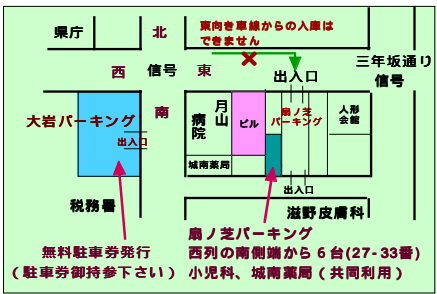 県庁
北
東向き車線からの入庫は
できません
西
信号
東
出入口
三年坂通り
信号
大岩パーキング
出入口
南
病院
月山
ビル
扇ノ芝
パーキング
人形
会館
城南薬局
出入口
税務署
滋野皮膚科
無料駐車券発行
(駐車券御持参下さい)
扇ノ芝パーキング
西列の南側端から6台(27-33番)
小児科、城南薬局(共同利用)